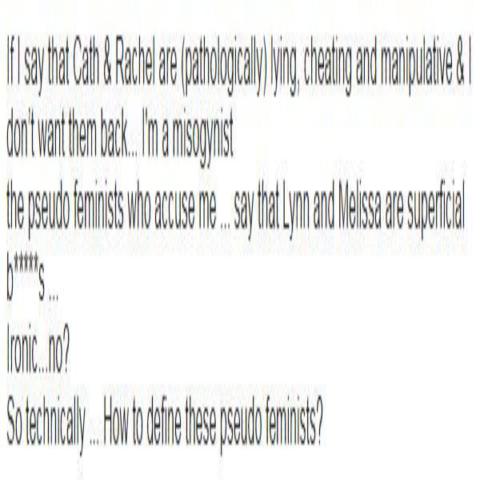 If I say that Cath & Rachel are (pathologically) lying, cheating and manipulative & I
don't want them back... I'm a misogynist
the pseudo feminists who accuse me ... say that Lynn and Melissa are superficial
b*****s ...
Ironic...no?
So technically ... How to define these pseudo feminists?